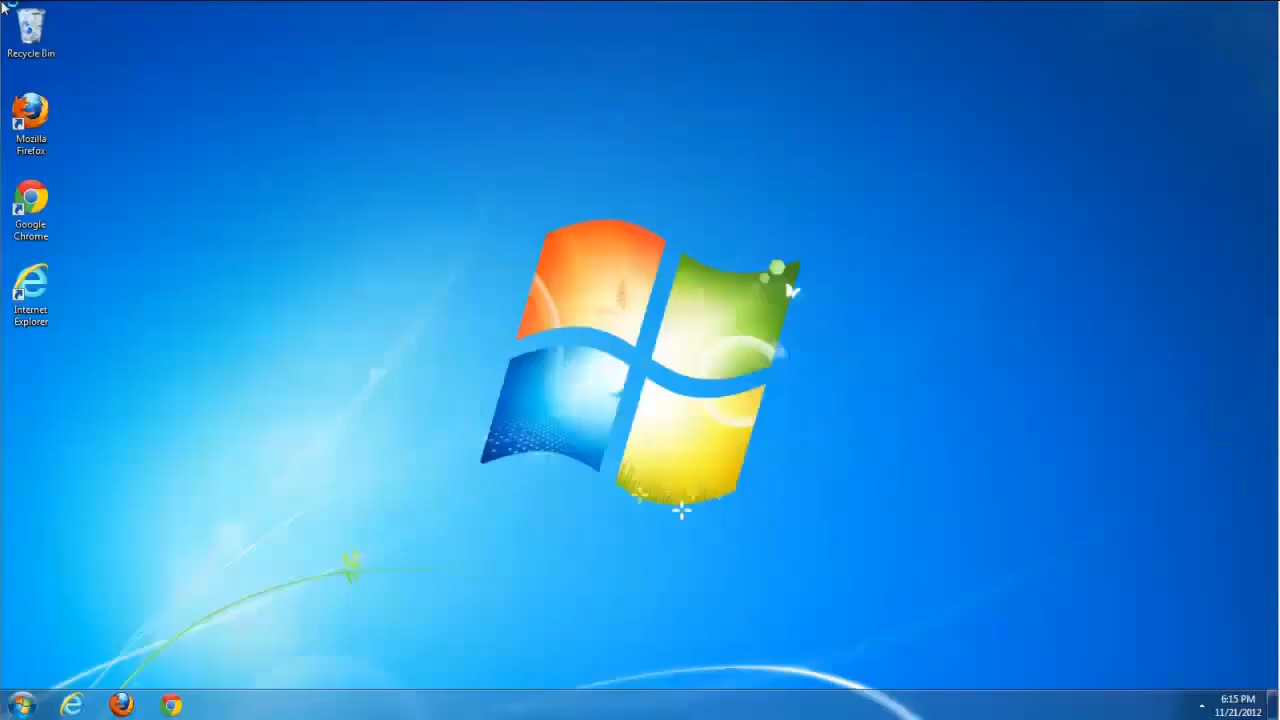 Recycle Bin
Mozilla
Firefox
Google
Chrome
Internet
Explorer
6:15 PM
11/21/2012